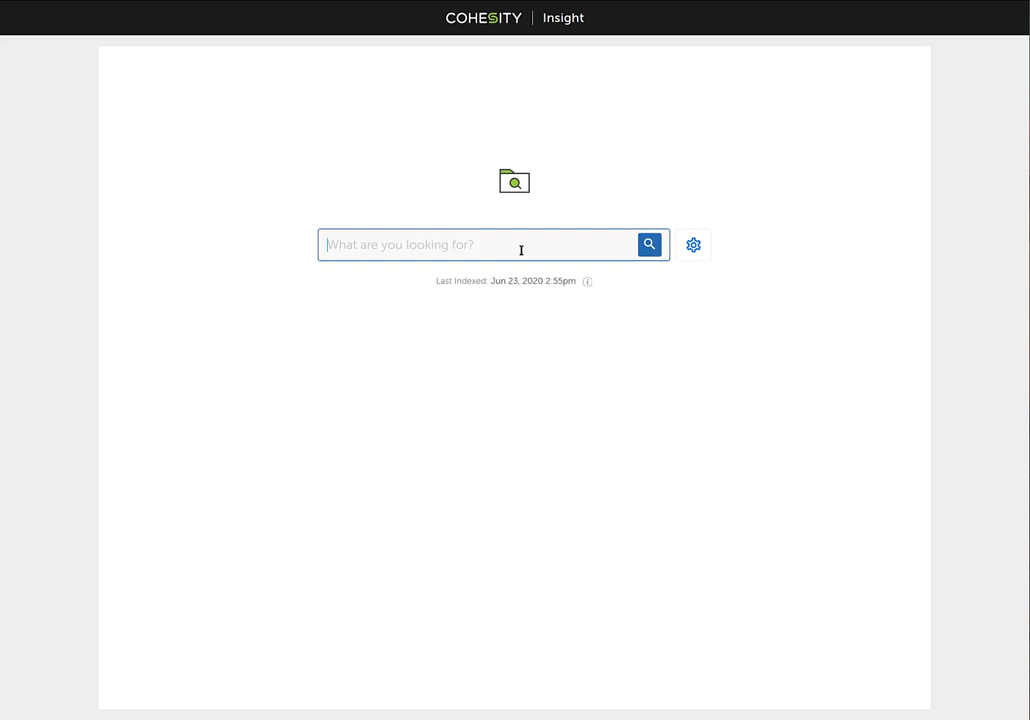 COHESITY | Insight
What are you looking for?
Last Indexed: Jun 23, 2020 2:55pm